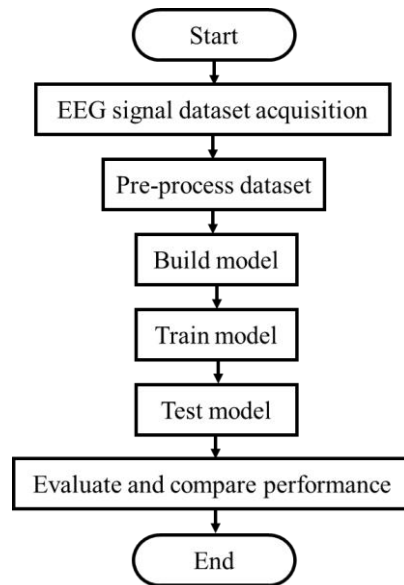 Start
EEG signal dataset acquisition
Pre-process dataset
Build model
Train model
Test model
Evaluate and compare performance
End